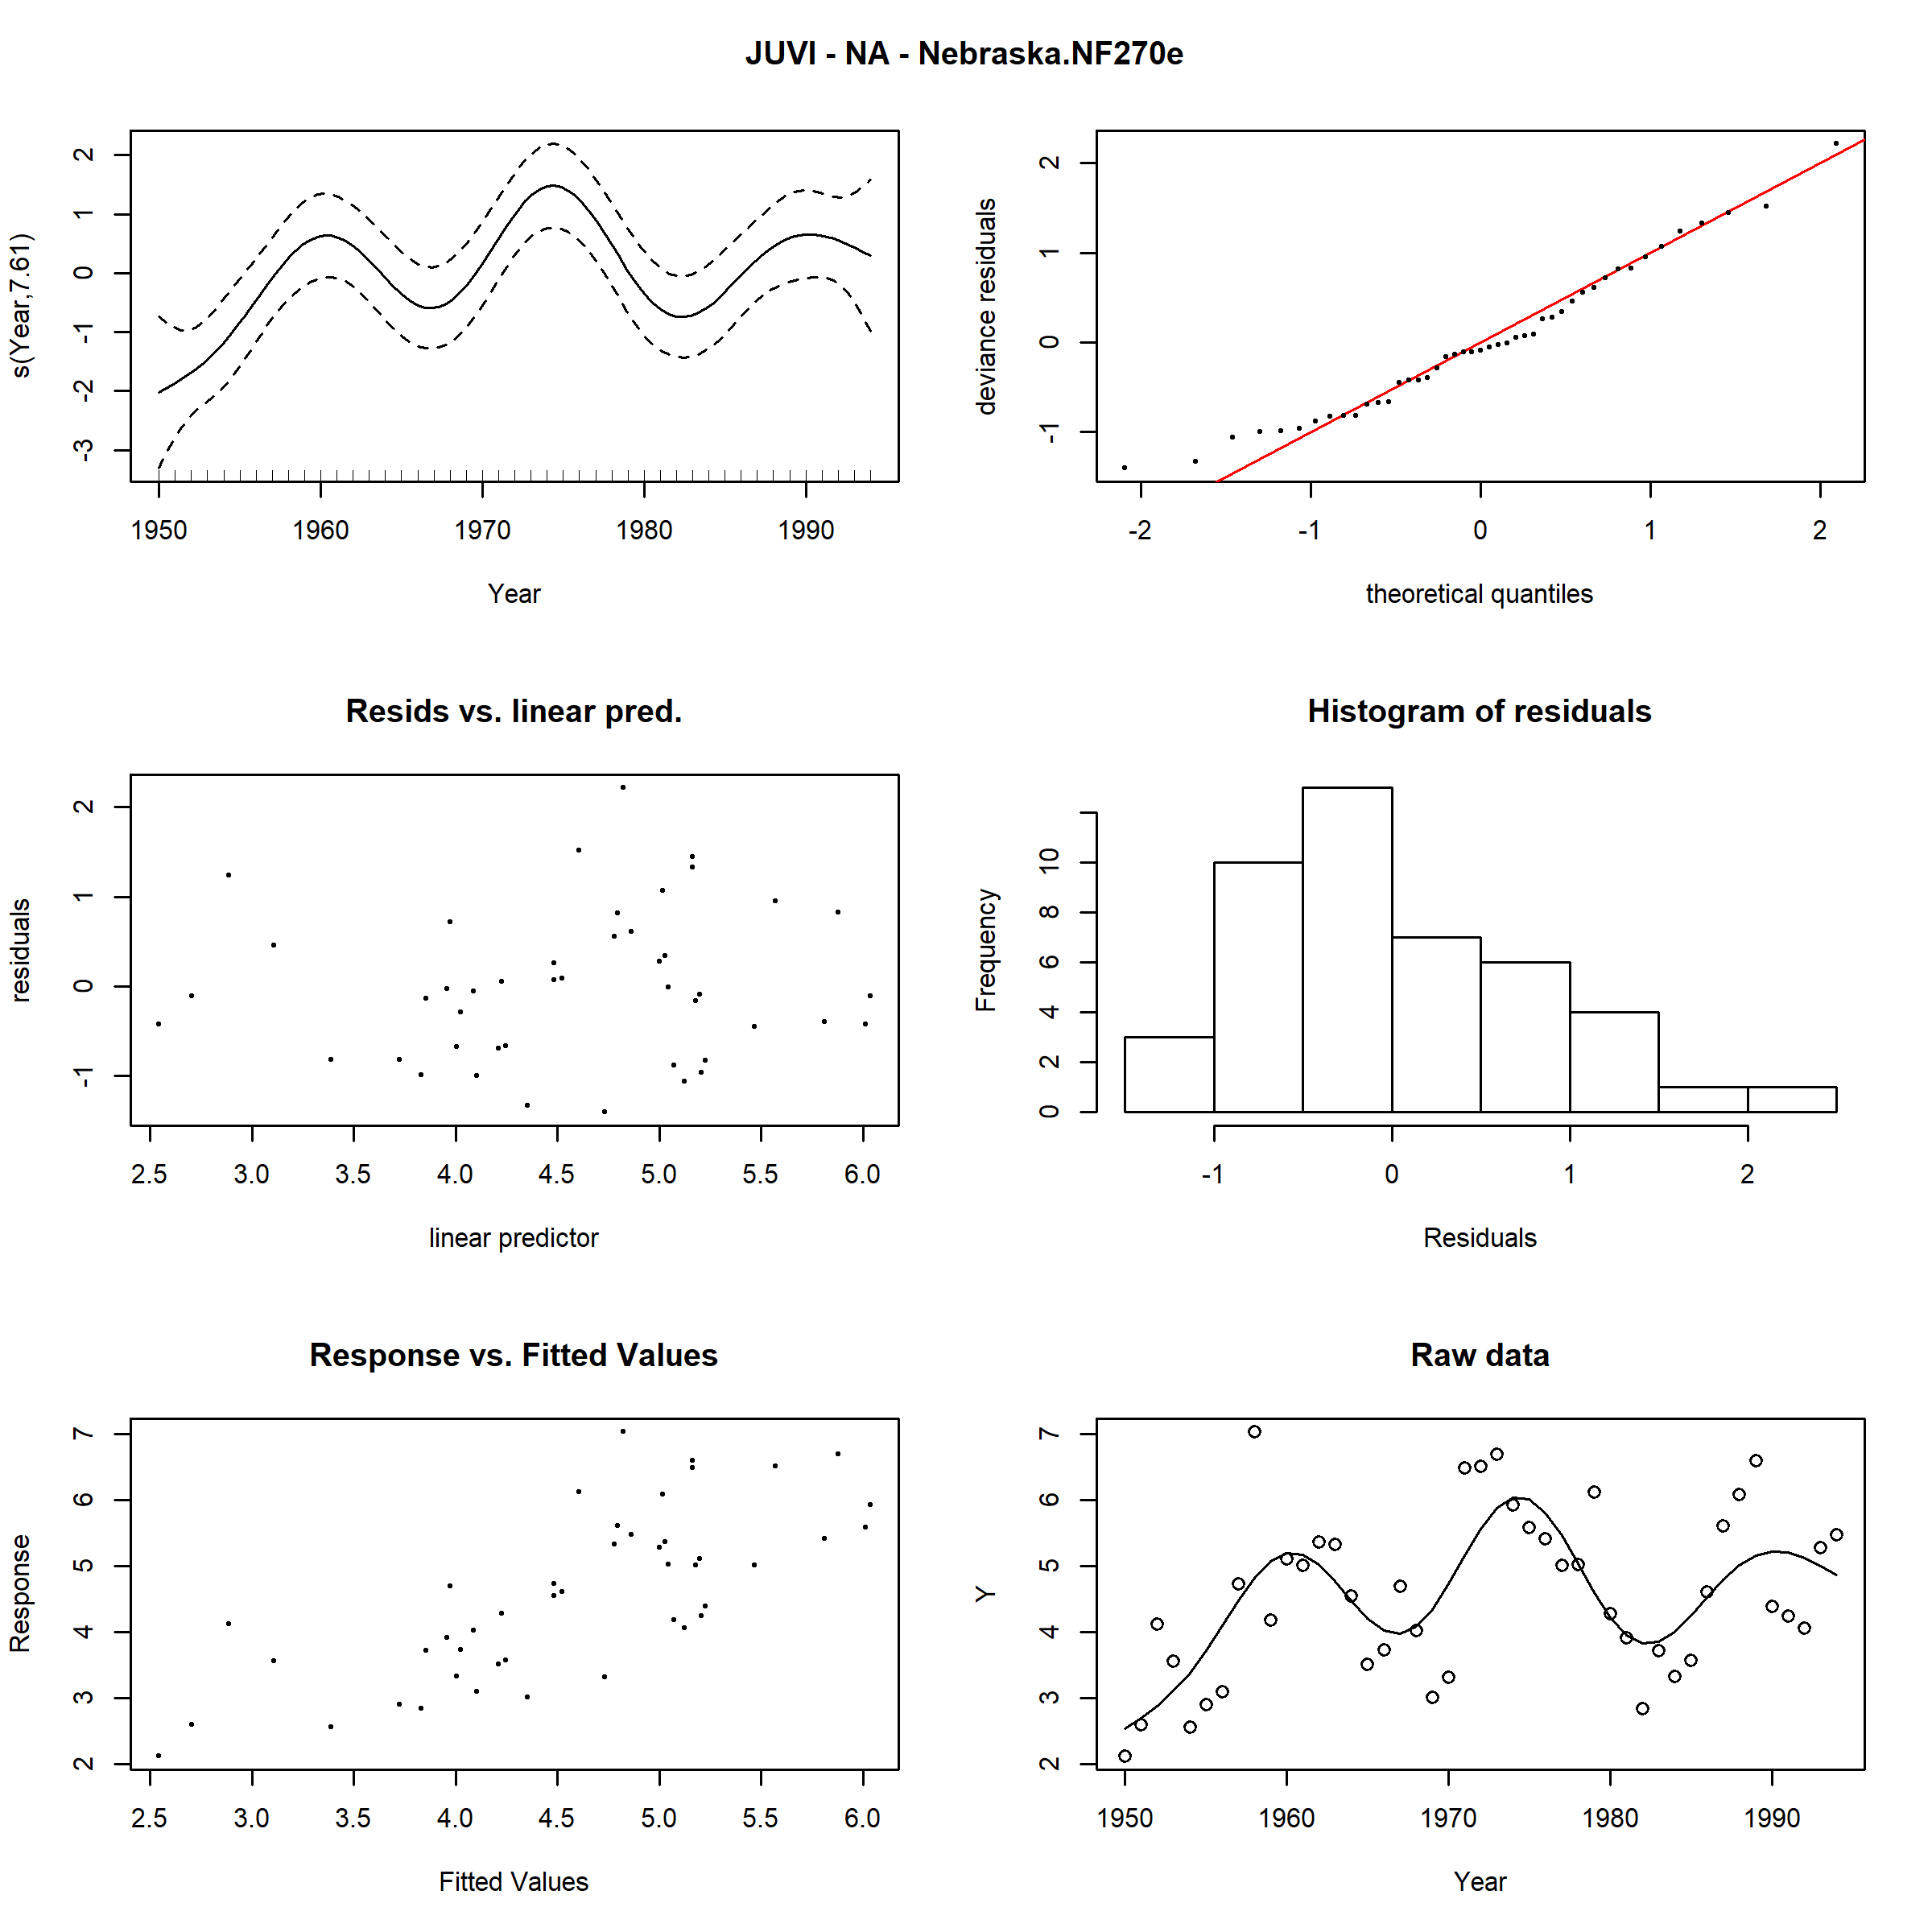 JUVI - NA - Nebraska.NF270e
s(Year,7.61)
2
1
0
-1
-2
-3
1950 1960 1970 1980 1990
Year
deviance residuals
2
1
0
-1
-2 -1 0 1 2
theoretical quantiles
Resids vs. linear pred.
residuals
2
1
0
-1
2.5 3.0 3.5 4.0 4.5 5.0 5.5 6.0
linear predictor
Histogram of residuals
Frequency
10
8
6
4
2
0
-1 0 1 2
Residuals
Response vs. Fitted Values
Response
7
6
5
4
3
2
2.5 3.0 3.5 4.0 4.5 5.0 5.5 6.0
Fitted Values
Raw data
Y
7
6
5
4
3
2
1950 1960 1970 1980 1990
Year